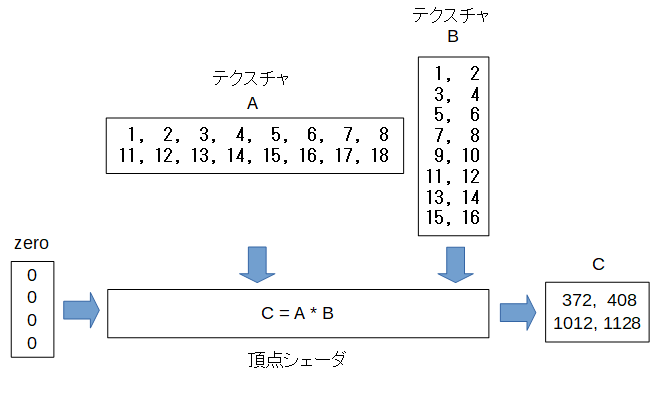 テクスチャ
B
1, 2
3, 4
5, 6
7, 8
9, 10
11, 12
13, 14
15, 16
テクスチャ
A
1, 2, 3, 4, 5, 6, 7, 8
11, 12, 13, 14, 15, 16, 17, 18
zero
0
0
0
0
C = A * B
頂点シェーダ
C
372, 408
1012, 1128